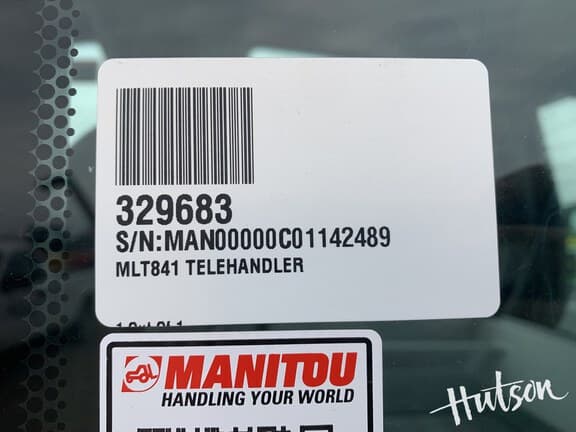 329683
S/N:MAN00000C01142489
MLT841 TELEHANDLER
MANITOU
HANDLING YOUR WORLD
Hutson